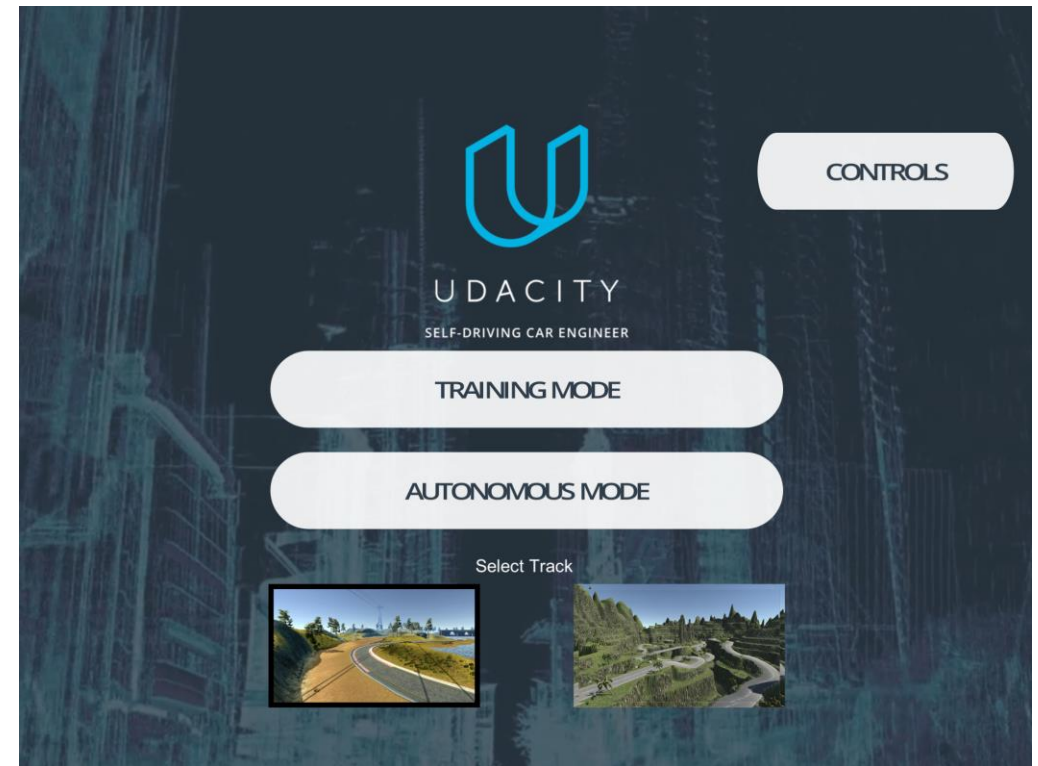 CONTROLS
UDACITY
SELF-DRIVING CAR ENGINEER
TRAINING MODE
AUTONOMOUS MODE
Select Track